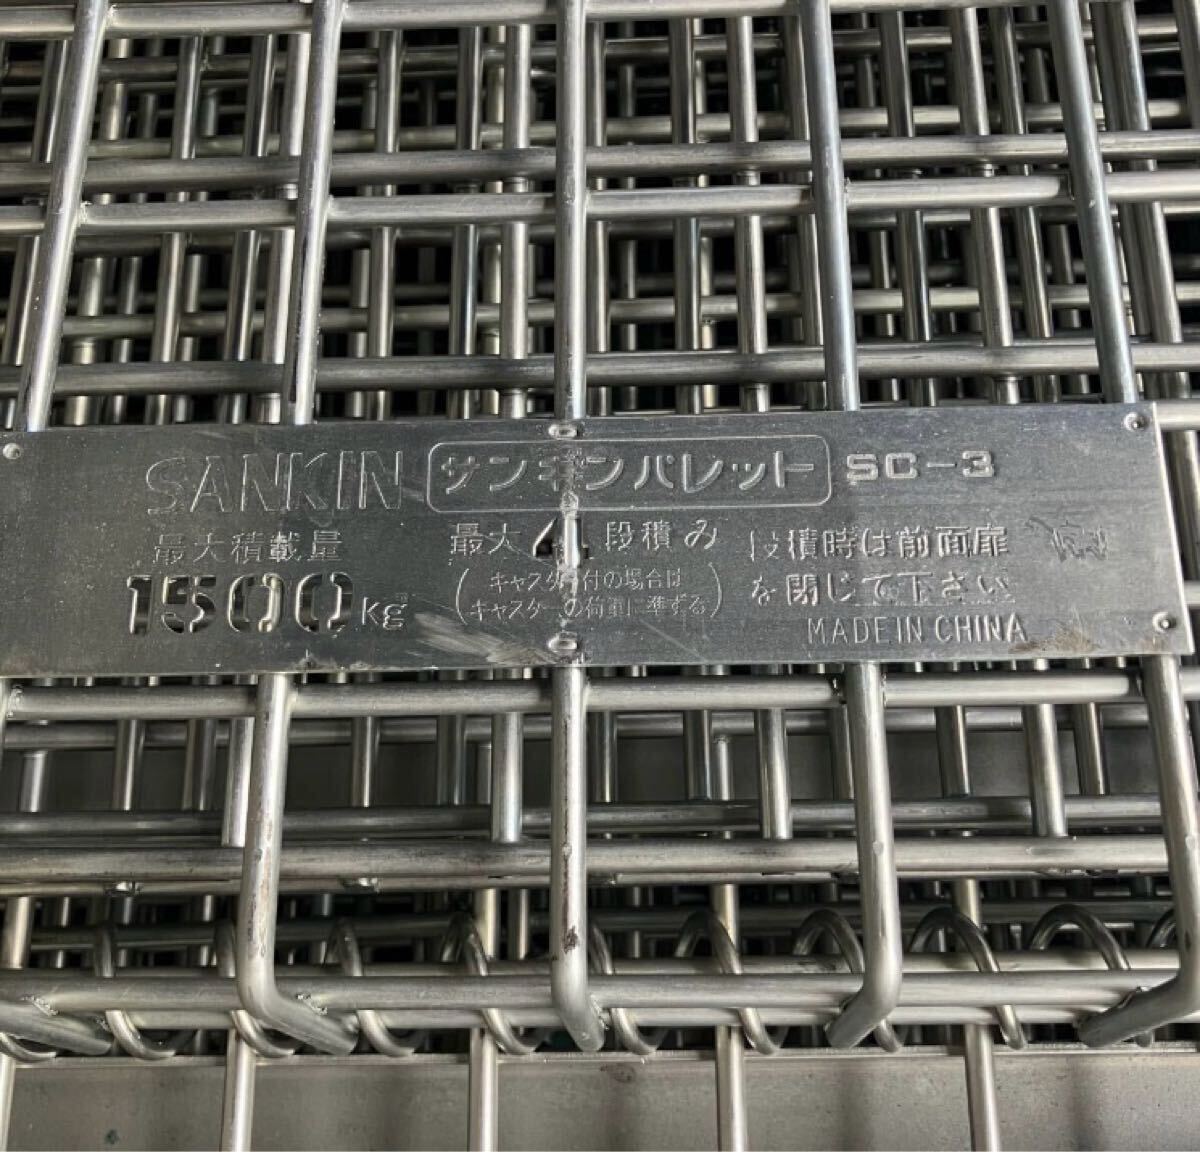 SANKIN サンキンパレット SC-3
最大積載量
1500kg
最大4段積み
(キャスター付の場合は
キャスターの荷重に準ずる)
段積時は前面扉
を閉じて下さい
MADE IN CHINA